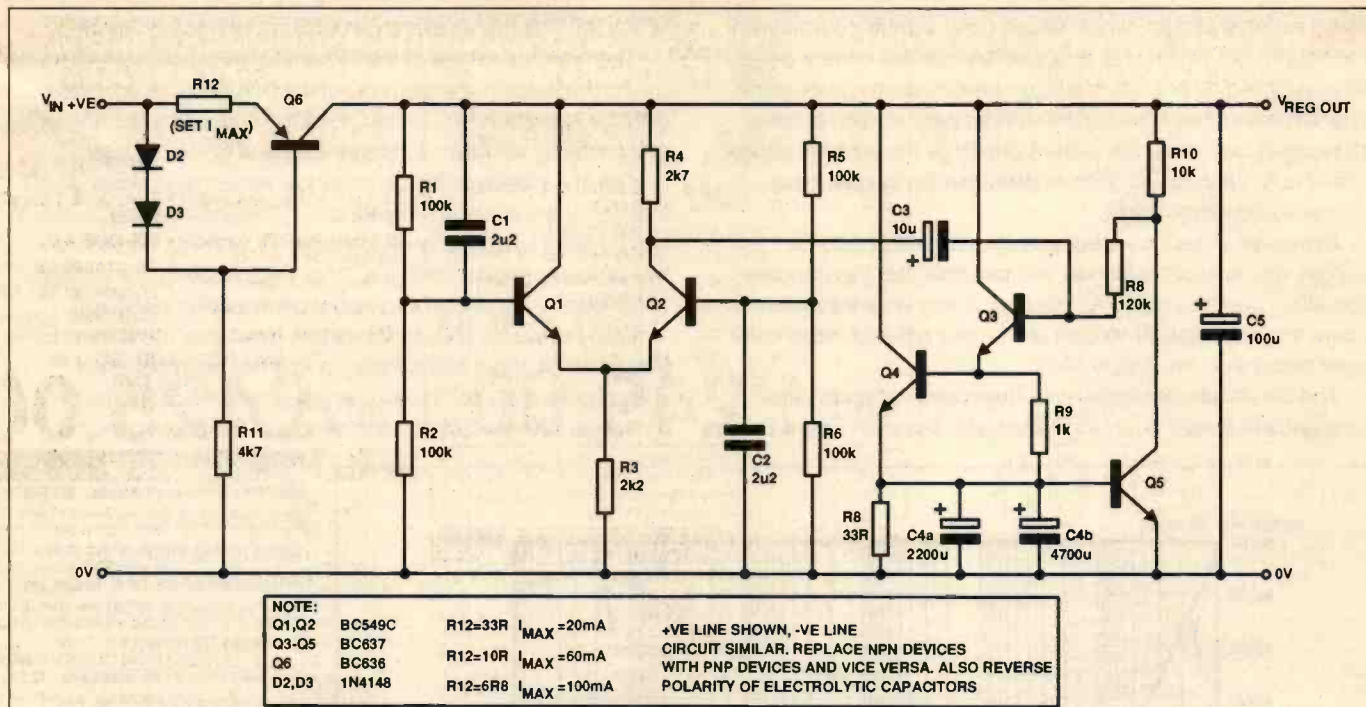 V IN +VE
R12
(SET I MAX)
Q6
V REG OUT
D2
D3
R11
4k7
R1
100k
C1
2u2
R2
100k
Q1
R4
2k7
Q2
R3
2k2
C2
2u2
R5
100k
R6
100k
C3
10u
+
Q3
Q4
R8
120k
R10
10k
R9
1k
Q5
R8
33R
+
C4a
2200u
+
C4b
4700u
+
C5
100u
0V
0V
NOTE:
Q1,Q2 BC549C
Q3-Q5 BC637
Q6 BC636
D2,D3 1N4148
R12=33R I MAX =20mA
R12=10R I MAX =60mA
R12=6R8 I MAX =100mA
+VE LINE SHOWN, -VE LINE
CIRCUIT SIMILAR. REPLACE NPN DEVICES
WITH PNP DEVICES AND VICE VERSA. ALSO REVERSE
POLARITY OF ELECTROLYTIC CAPACITORS